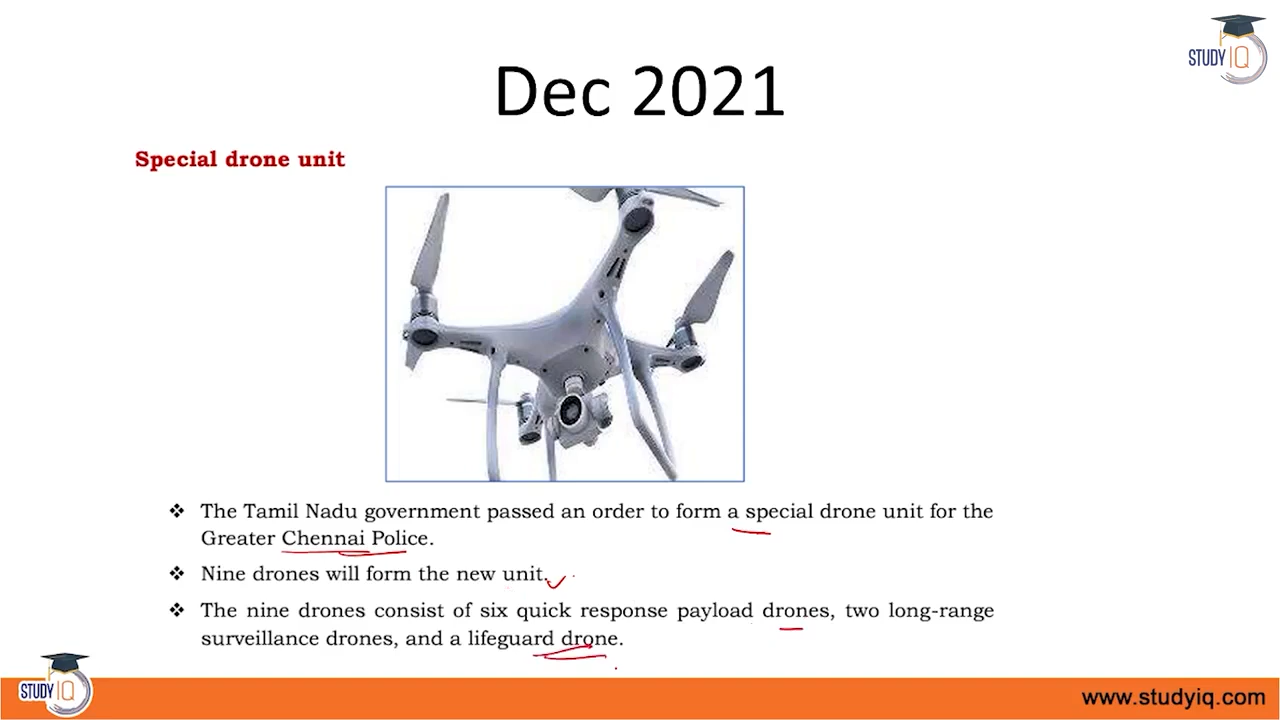 STUDY IQ
Dec 2021
Special drone unit
❖ The Tamil Nadu government passed an order to form a special drone unit for the
Greater Chennai Police.
❖ Nine drones will form the new unit.
❖ The nine drones consist of six quick response payload drones, two long-range
surveillance drones, and a lifeguard drone.
STUDY IQ
www.studyiq.com